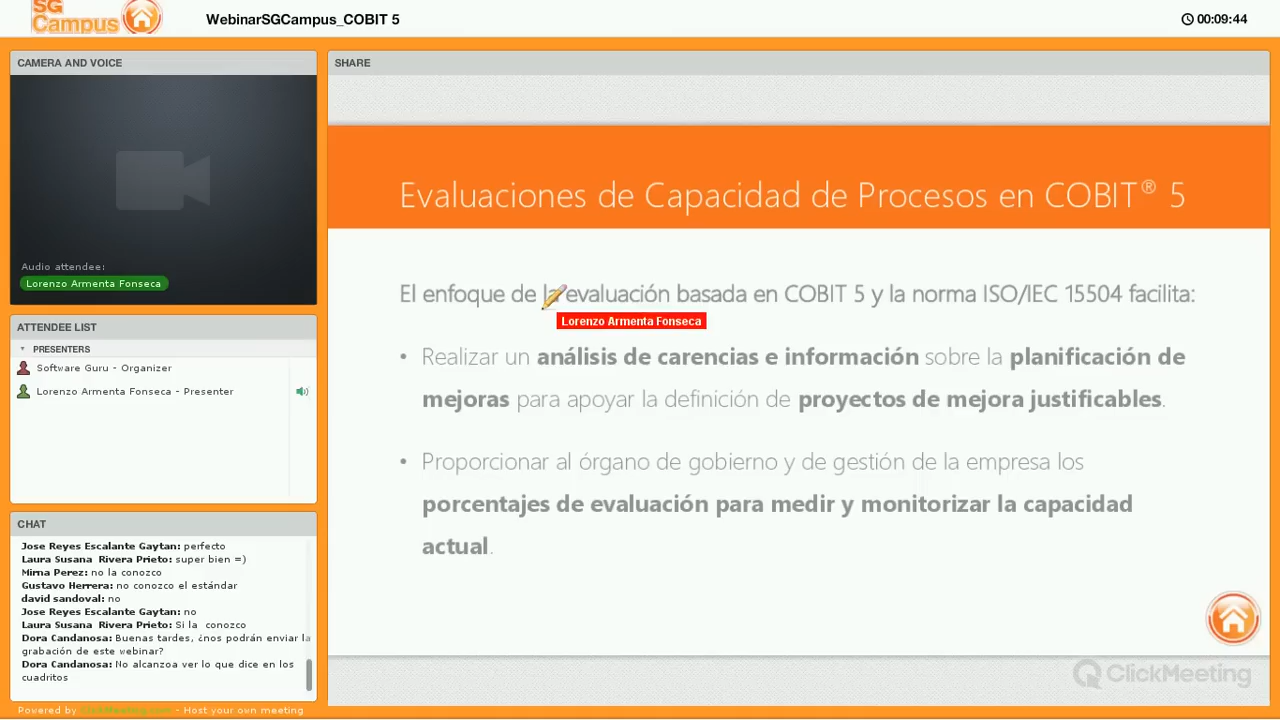 SG
Campus
WebinarSGCampus_COBIT 5
00:09:44
CAMERA AND VOICE
Audio attendee:
Lorenzo Armenta Fonseca
ATTENDEE LIST
PRESENTERS
Software Guru - Organizer
Lorenzo Armenta Fonseca - Presenter
CHAT
Jose Reyes Escalante Gaytan: perfecto
Laura Susana Rivera Prieto: super bien =)
Mirna Perez: no la conozco
Gustavo Herrera: no conozco el estándar
david sandoval: no
Jose Reyes Escalante Gaytan: no
Laura Susana Rivera Prieto: Si la conozco
Dora Candanosa: Buenas tardes, ¿nos podrán enviar la
grabación de este webinar?
Dora Candanosa: No alcanzoa ver lo que dice en los
cuadritos
Powered by ClickMeeting.com - Host your own meeting
SHARE
Evaluaciones de Capacidad de Procesos en COBIT® 5
El enfoque de la evaluación basada en COBIT 5 y la norma ISO/IEC 15504 facilita:
Lorenzo Armenta Fonseca
• Realizar un análisis de carencias e información sobre la planificación de
mejoras para apoyar la definición de proyectos de mejora justificables.
• Proporcionar al órgano de gobierno y de gestión de la empresa los
porcentajes de evaluación para medir y monitorizar la capacidad
actual.
ClickMeeting